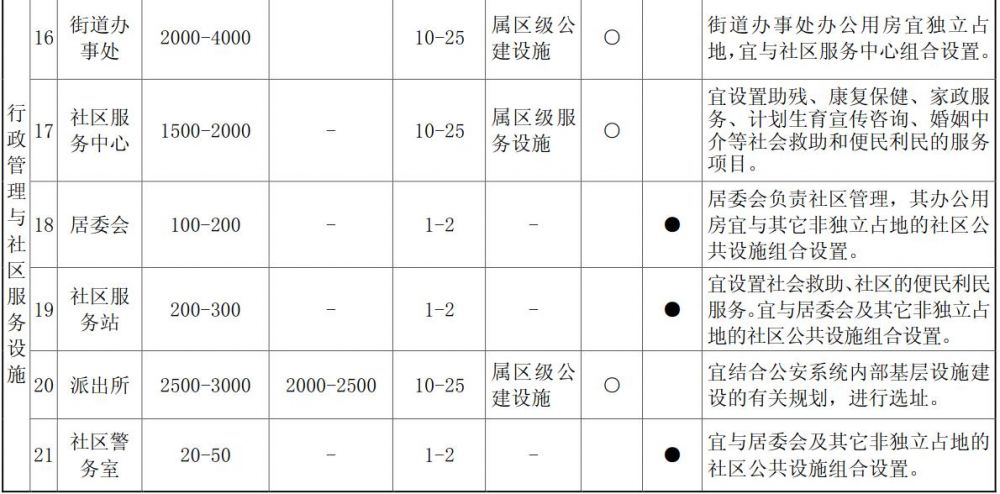 行政管理与社区服务设施
16 街道办事处 2000-4000 10-25 属区级公建设施 ○ 街道办事处办公用房宜独立占
地,宜与社区服务中心组合设置。
17 社区服务中心 1500-2000 - 10-25 属区级服务设施 ○ 宜设置助残、康复保健、家政服
务、计划生育宣传咨询、婚姻中
介等社会救助和便民利民的服务
项目。
18 居委会 100-200 - 1-2 - ● 居委会负责社区管理，其办公用
房宜与其它非独立占地的社区公
共设施组合设置。
19 社区服务站 200-300 - 1-2 - ● 宜设置社会救助、社区的便民利民
服务。宜与居委会及其它非独立占
地的社区公共设施组合设置。
20 派出所 2500-3000 2000-2500 10-25 属区级公建设施 ○ 宜结合公安系统内部基层设施建
设的有关规划，进行选址。
21 社区警务室 20-50 - 1-2 - ● 宜与居委会及其它非独立占地的
社区公共设施组合设置。